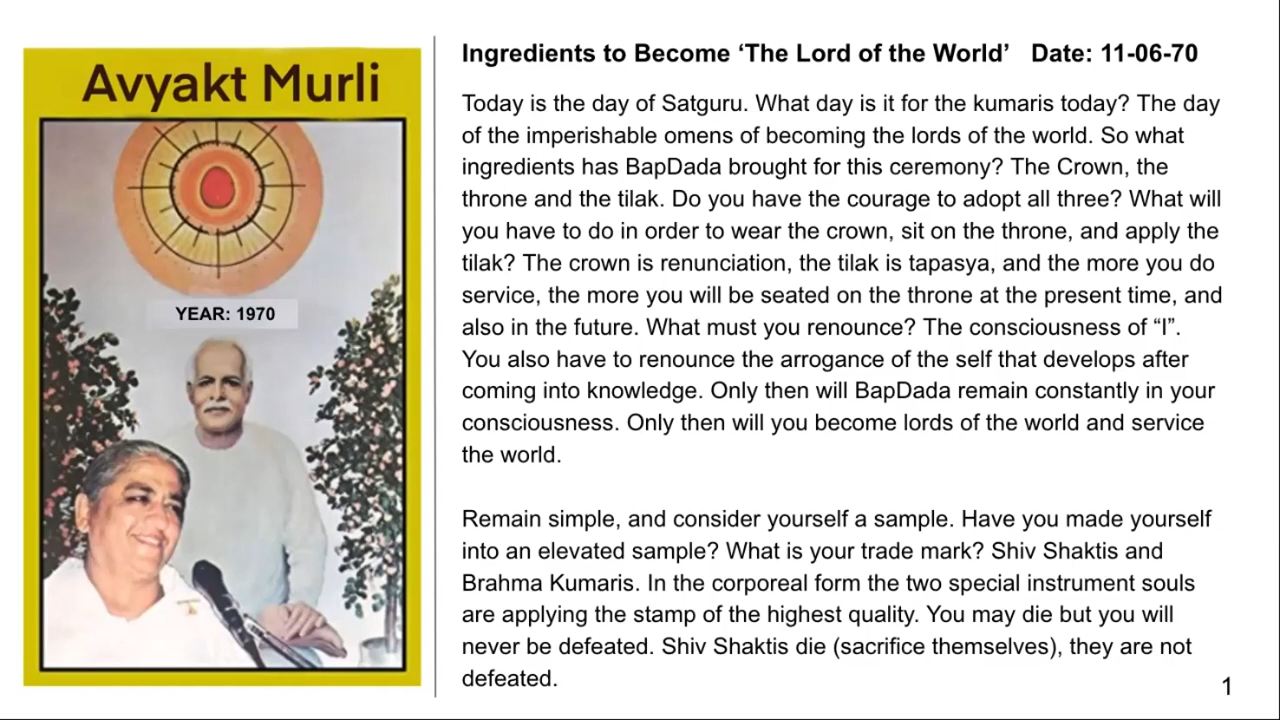 Avyakt Murli
YEAR: 1970
Ingredients to Become ‘The Lord of the World’ Date: 11-06-70
Today is the day of Satguru. What day is it for the kumaris today? The day
of the imperishable omens of becoming the lords of the world. So what
ingredients has BapDada brought for this ceremony? The Crown, the
throne and the tilak. Do you have the courage to adopt all three? What will
you have to do in order to wear the crown, sit on the throne, and apply the
tilak? The crown is renunciation, the tilak is tapasya, and the more you do
service, the more you will be seated on the throne at the present time, and
also in the future. What must you renounce? The consciousness of “I”.
You also have to renounce the arrogance of the self that develops after
coming into knowledge. Only then will BapDada remain constantly in your
consciousness. Only then will you become lords of the world and service
the world.
Remain simple, and consider yourself a sample. Have you made yourself
into an elevated sample? What is your trade mark? Shiv Shaktis and
Brahma Kumaris. In the corporeal form the two special instrument souls
are applying the stamp of the highest quality. You may die but you will
never be defeated. Shiv Shaktis die (sacrifice themselves), they are not
defeated.
1